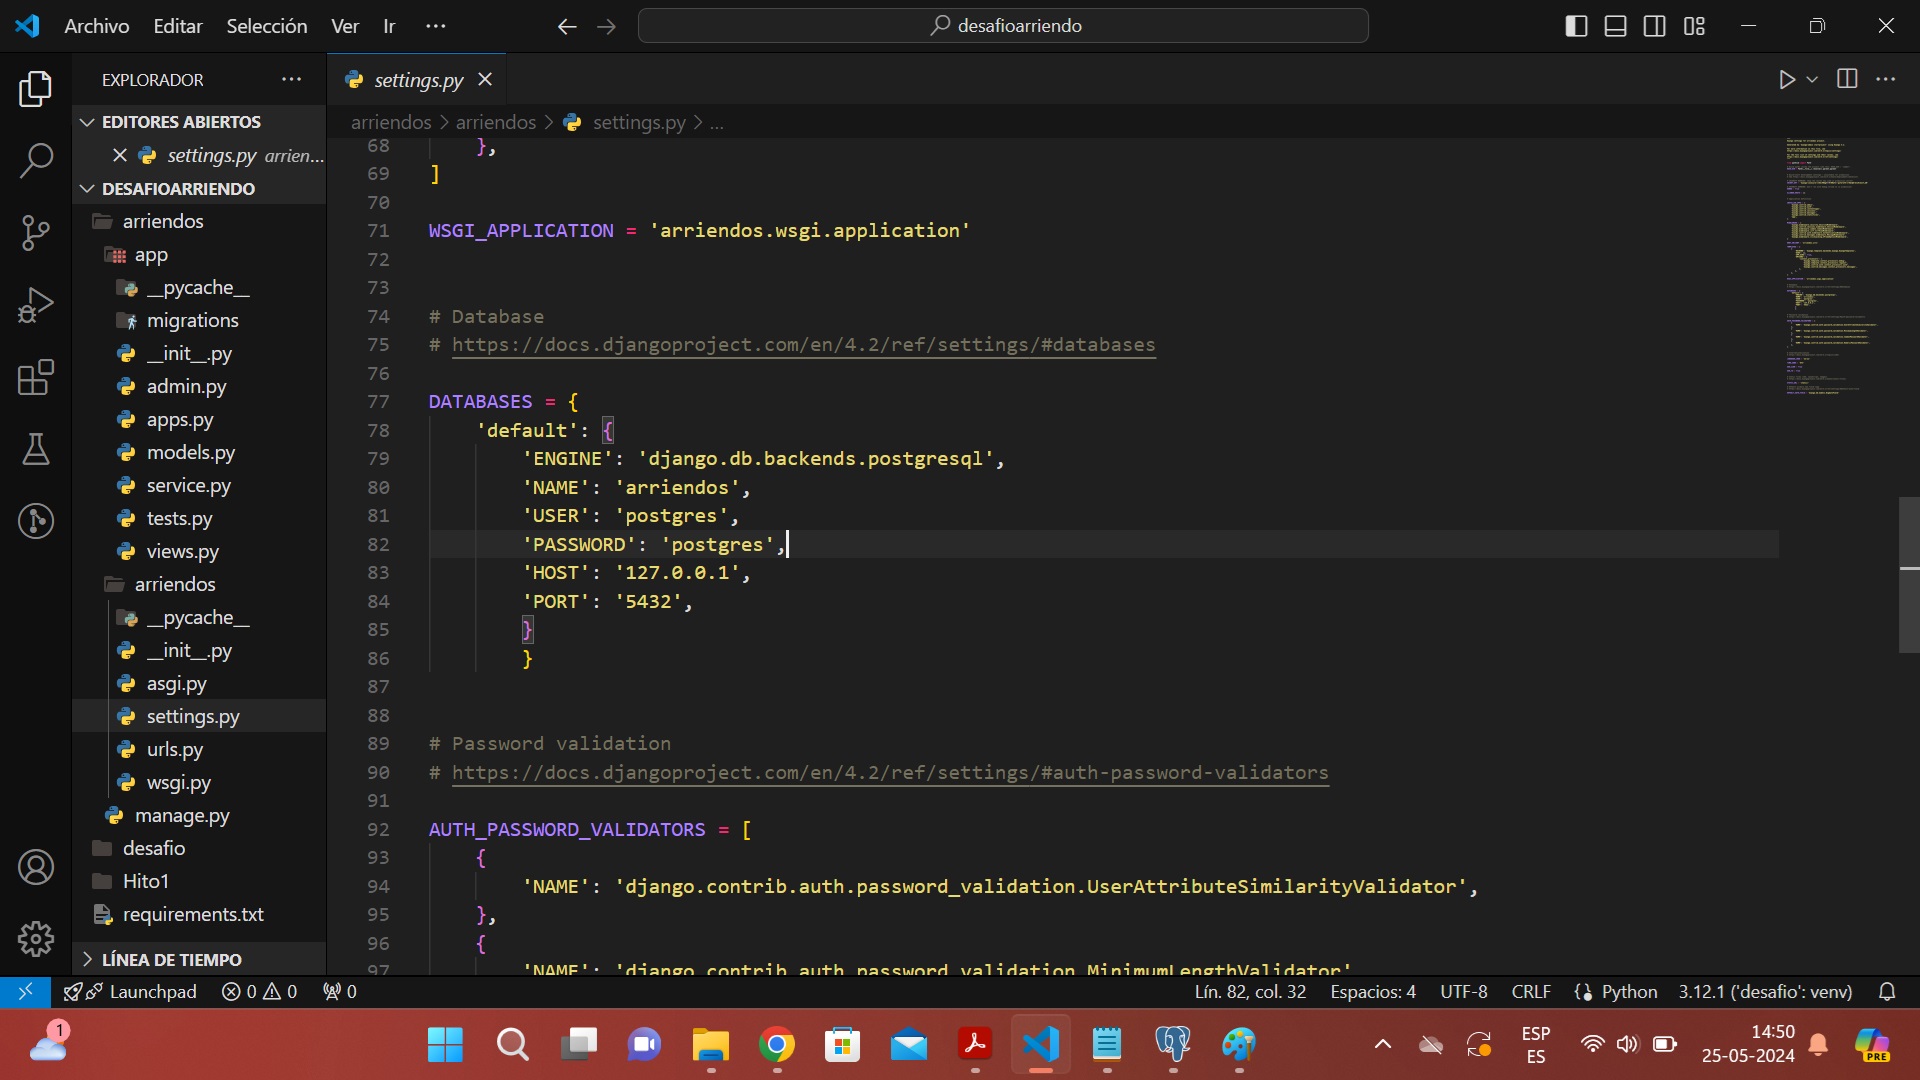 Archivo Editar Selección Ver Ir ··· desafioarriendo
EXPLORADOR ···
EDITORES ABIERTOS
settings.py arrien...
DESAFIOARRIENDO
arriendos
app
__pycache__
migrations
__init__.py
admin.py
apps.py
models.py
service.py
tests.py
views.py
arriendos
__pycache__
__init__.py
asgi.py
settings.py
urls.py
wsgi.py
manage.py
desafio
Hito1
requirements.txt
LÍNEA DE TIEMPO
settings.py
arriendos > arriendos > settings.py > ...
68 },
69 ]
70
71 WSGI_APPLICATION = 'arriendos.wsgi.application'
72
73
74 # Database
75 # https://docs.djangoproject.com/en/4.2/ref/settings/#databases
76
77 DATABASES = {
78 'default': {
79 'ENGINE': 'django.db.backends.postgresql',
80 'NAME': 'arriendos',
81 'USER': 'postgres',
82 'PASSWORD': 'postgres',
83 'HOST': '127.0.0.1',
84 'PORT': '5432',
85 }
86 }
87
88
89 # Password validation
90 # https://docs.djangoproject.com/en/4.2/ref/settings/#auth-password-validators
91
92 AUTH_PASSWORD_VALIDATORS = [
93 {
94 'NAME': 'django.contrib.auth.password_validation.UserAttributeSimilarityValidator',
95 },
96 {
97 'NAME': 'django.contrib.auth.password_validation.MinimumLengthValidator'
Launchpad 0 0 0 Lín. 82, col. 32 Espacios: 4 UTF-8 CRLF Python 3.12.1 ('desafio': venv)
1
ESP
ES
14:50
25-05-2024
PRE